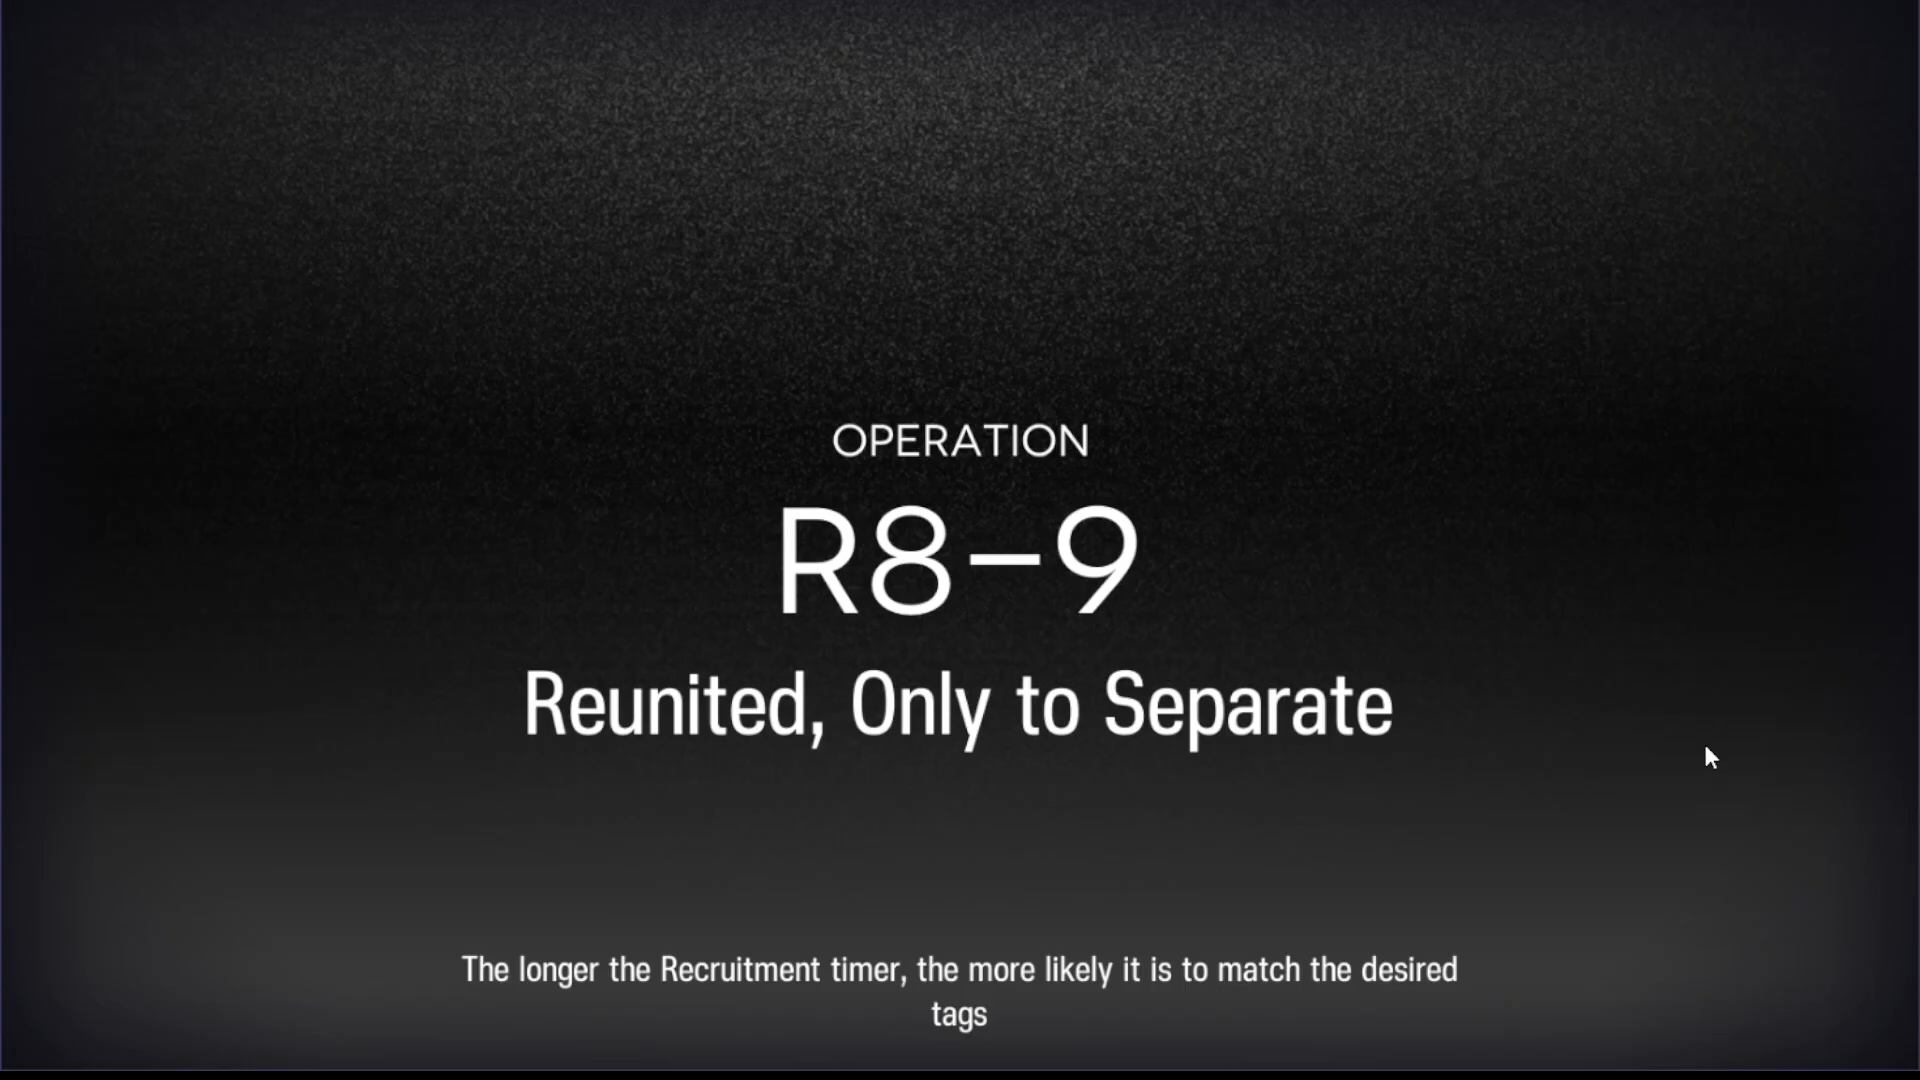 OPERATION
R8-9
Reunited, Only to Separate
The longer the Recruitment timer, the more likely it is to match the desired
tags